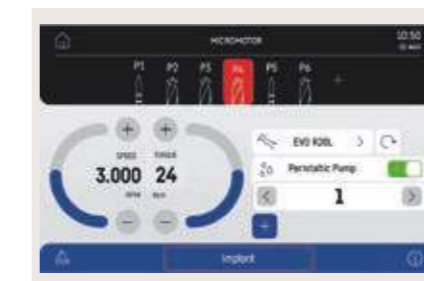 MICROMOTOR
10:50
P1 P2 P3 P4 P5 P6 +
SPEED TORQUE
3.000 24
RPM Ncm
EVO R20L
Peristaltic Pump
1
Implant